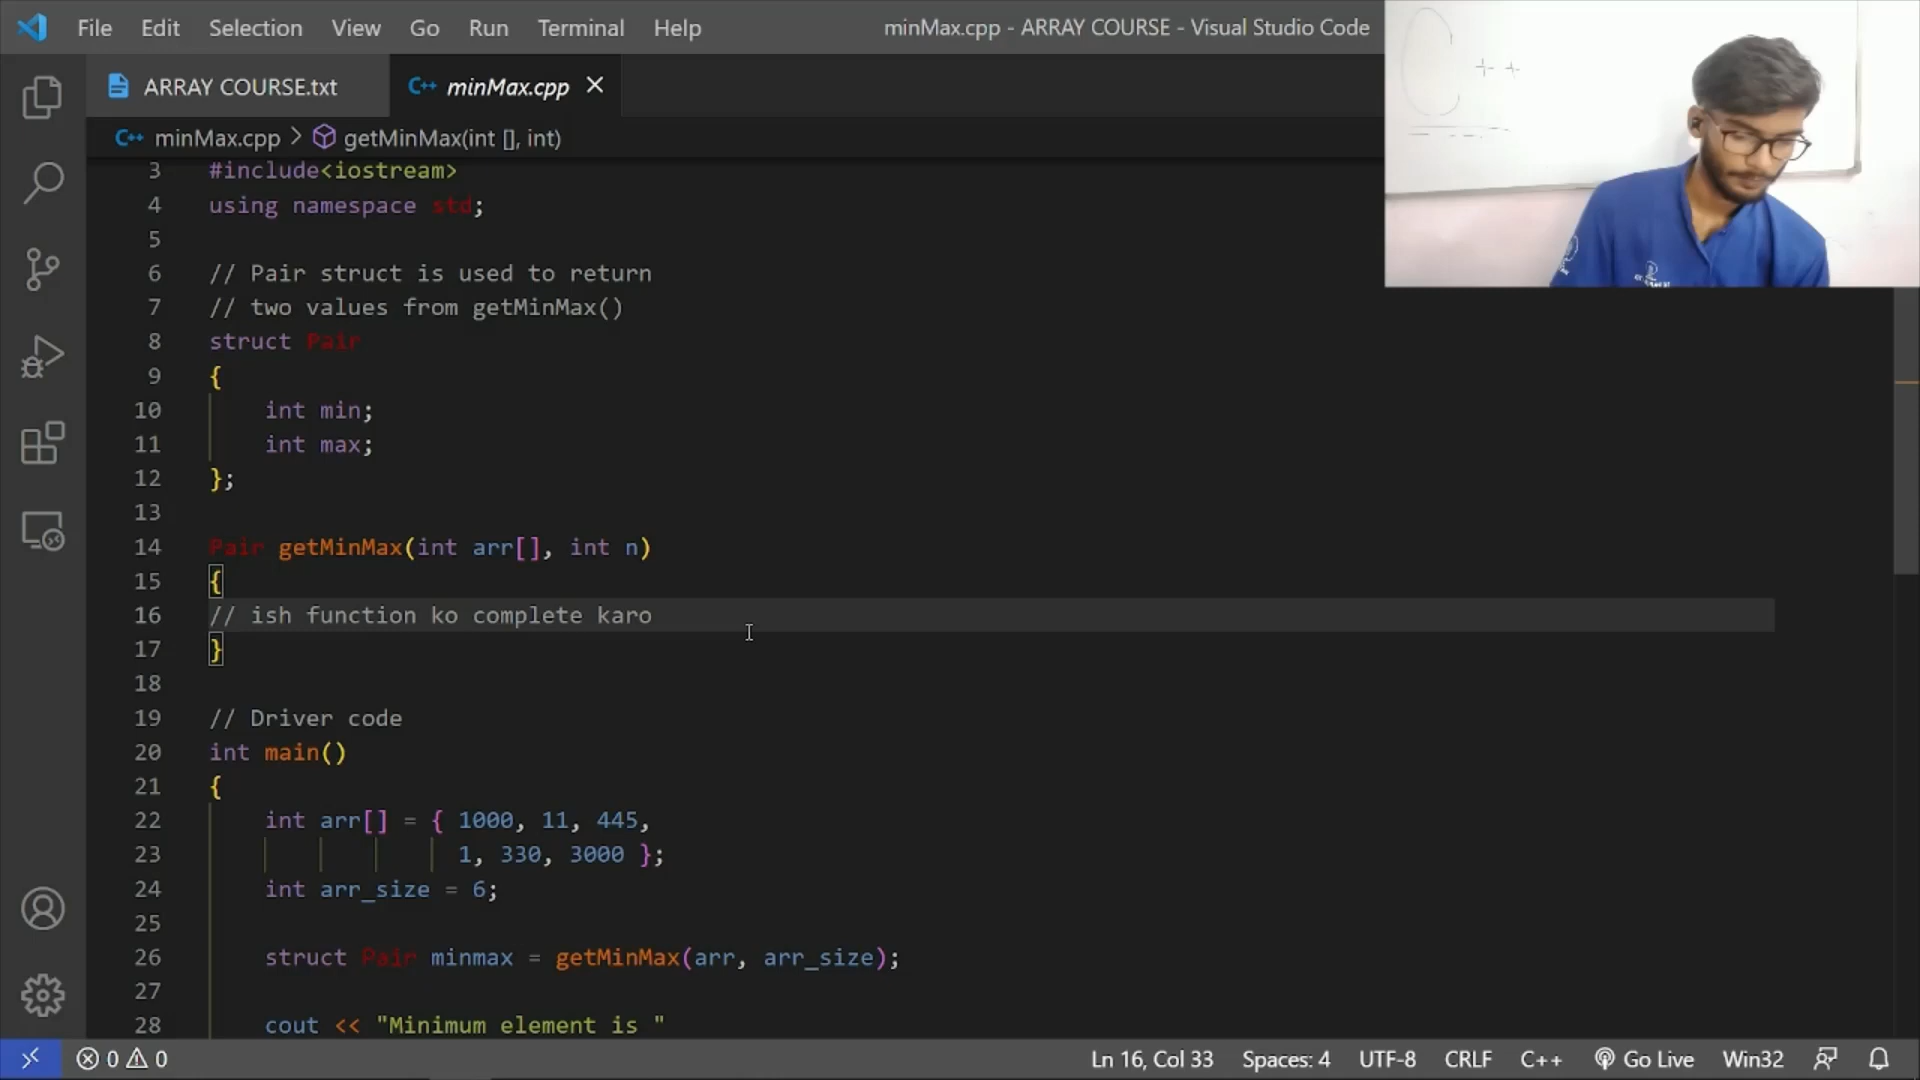 File Edit Selection View Go Run Terminal Help
minMax.cpp - ARRAY COURSE - Visual Studio Code
C ++
ARRAY COURSE.txt
C++ minMax.cpp
C++ minMax.cpp > getMinMax(int [], int)
3 #include<iostream>
4 using namespace std;
5
6 // Pair struct is used to return
7 // two values from getMinMax()
8 struct Pair
9 {
10 int min;
11 int max;
12 };
13
14 Pair getMinMax(int arr[], int n)
15 {
16 // ish function ko complete karo
17 }
18
19 // Driver code
20 int main()
21 {
22 int arr[] = { 1000, 11, 445,
23 1, 330, 3000 };
24 int arr_size = 6;
25
26 struct Pair minmax = getMinMax(arr, arr_size);
27
28 cout << "Minimum element is "
0 0 Ln 16, Col 33 Spaces: 4 UTF-8 CRLF C++ Go Live Win32